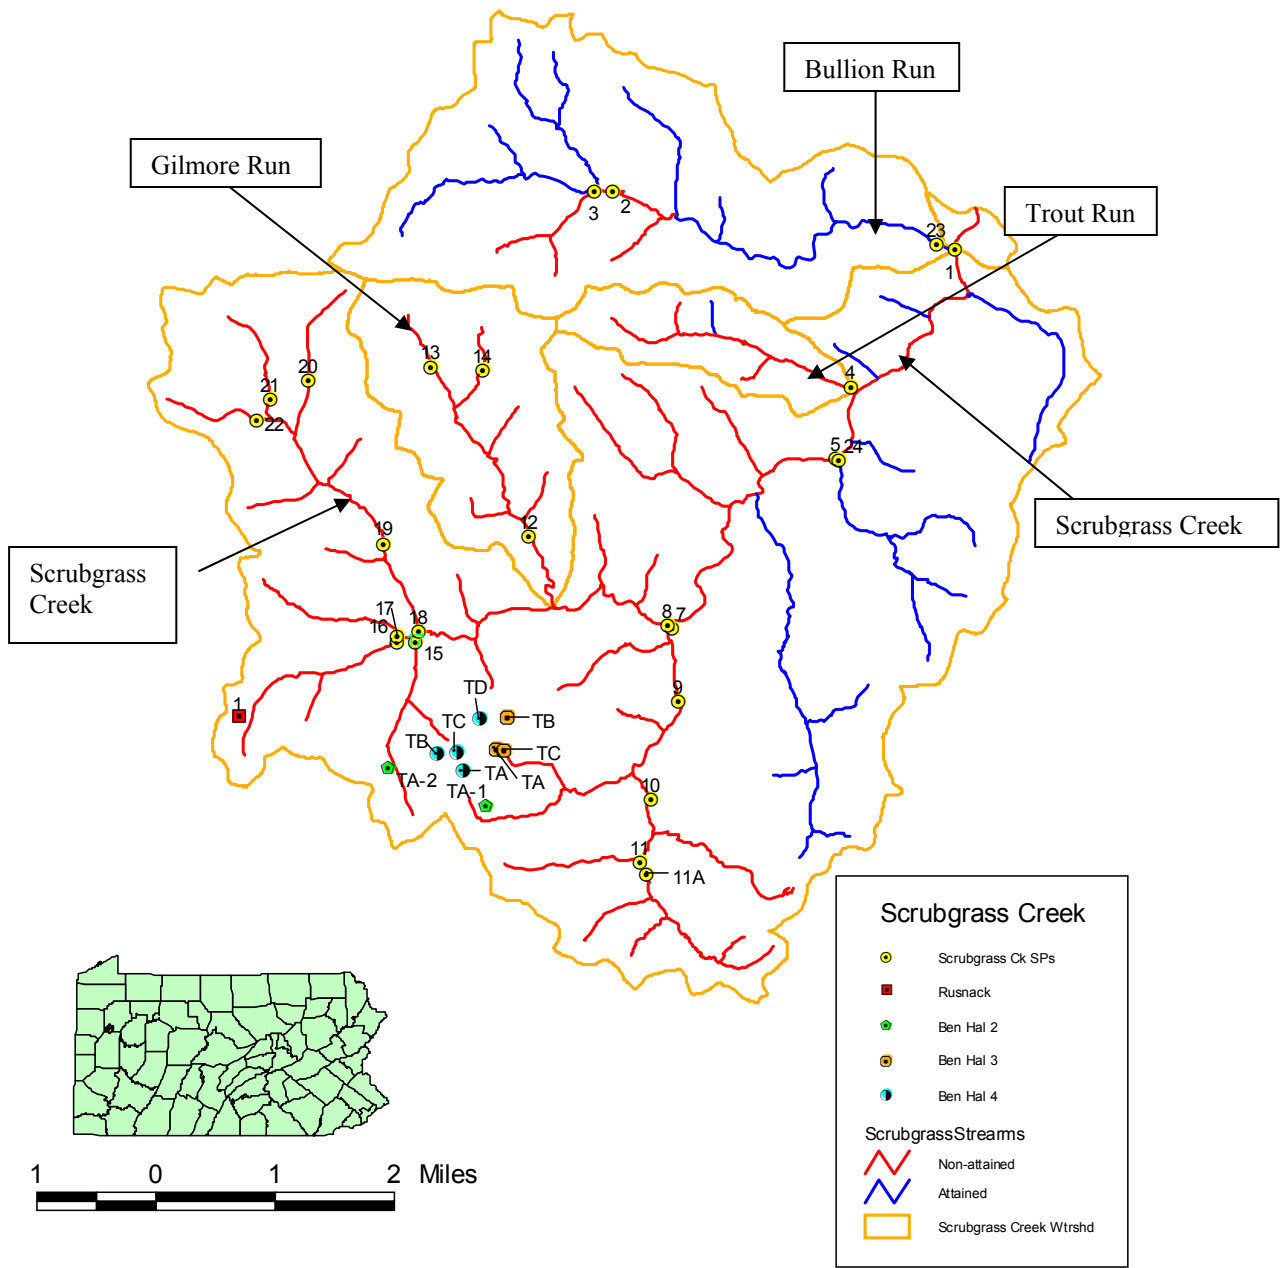 Bullion Run
Gilmore Run
Trout Run
3
2
23
1
13
14
20
21
22
4
5
24
Scrubgrass Creek
12
19
Scrubgrass
Creek
17
16
18
15
8
7
1
9
TD
TB
TC
TB
TC
TA
TA
TA-2
TA-1
10
11
11A
Scrubgrass Creek
Scrubgrass Ck SPs
Rusnack
Ben Hal 2
Ben Hal 3
Ben Hal 4
ScrubgrassStreams
Non-attained
Attained
Scrubgrass Creek Wtrshd
1 0 1 2 Miles